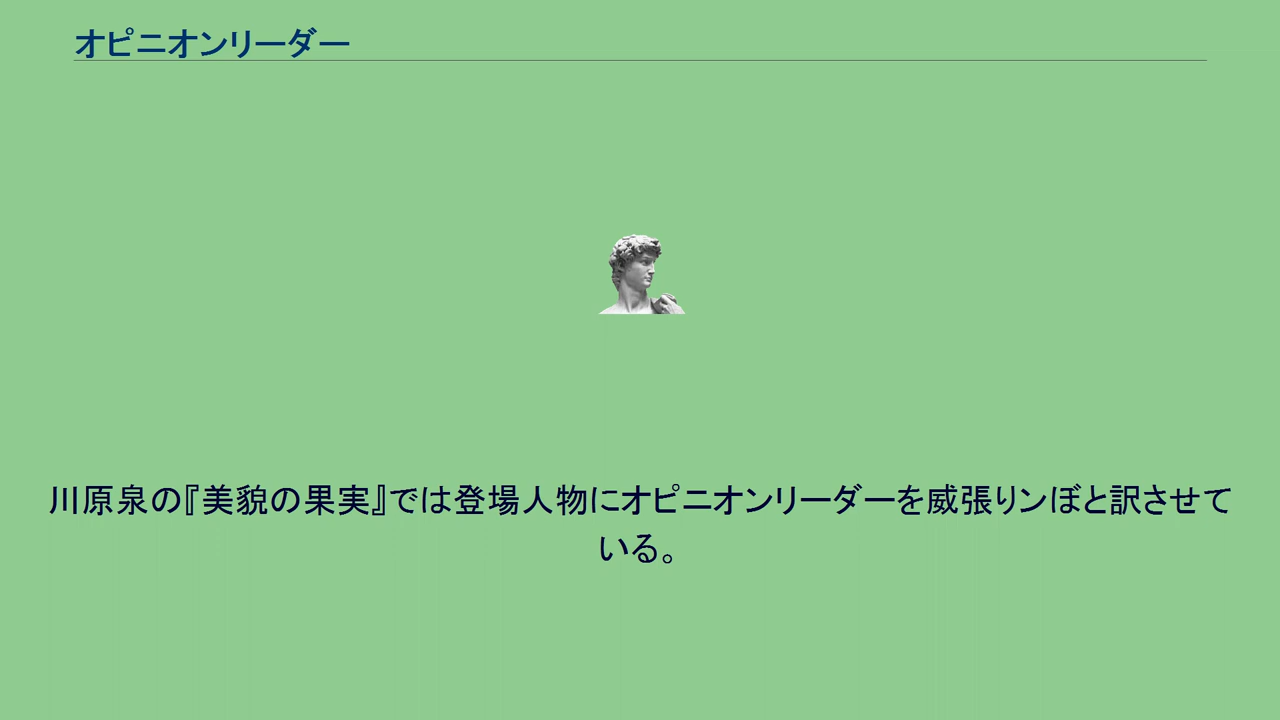 オピニオンリーダー
川原泉の『美貌の果実』では登場人物にオピニオンリーダーを威張りンぼと訳させて
いる。